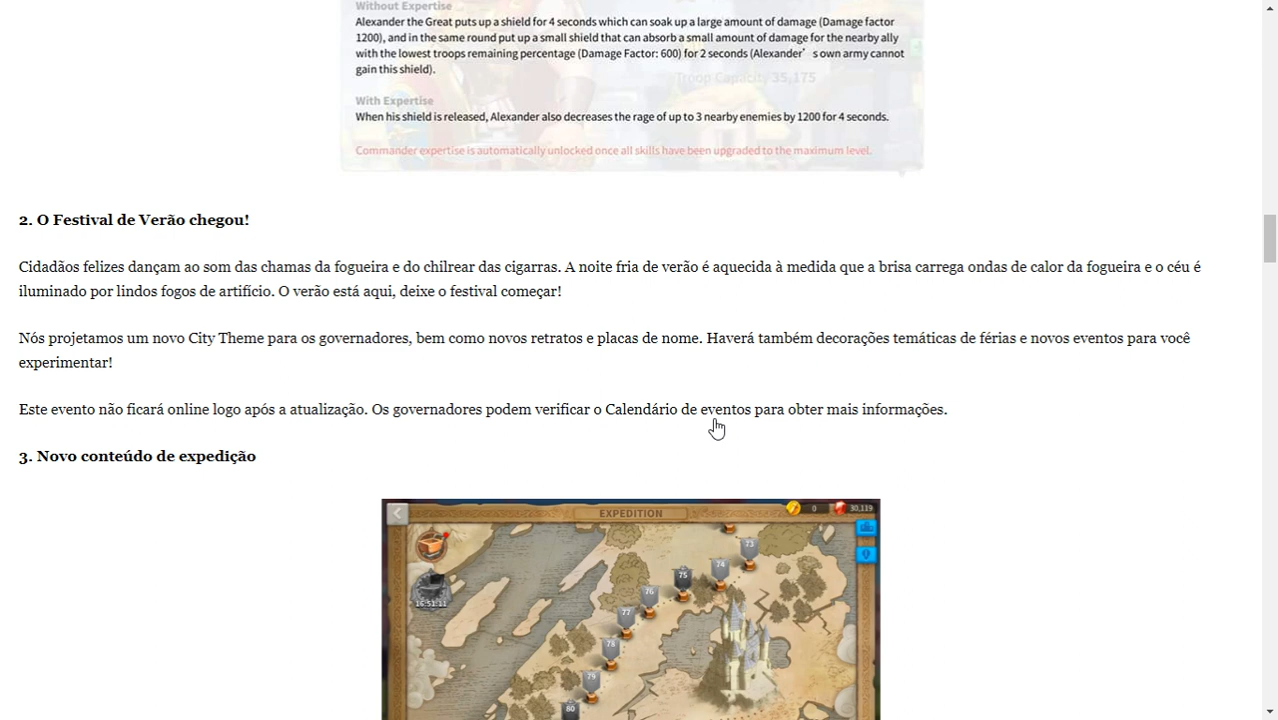 Without Expertise
Alexander the Great puts up a shield for 4 seconds which can soak up a large amount of damage (Damage factor
1200), and in the same round put up a small shield that can absorb a small amount of damage for the nearby ally
with the lowest troops remaining percentage (Damage Factor: 600) for 2 seconds (Alexander's own army cannot
gain this shield).
Troop Capacity 35,175
With Expertise
When his shield is released, Alexander also decreases the rage of up to 3 nearby enemies by 1200 for 4 seconds.
Commander expertise is automatically unlocked once all skills have been upgraded to the maximum level.
2. O Festival de Verão chegou!
Cidadãos felizes dançam ao som das chamas da fogueira e do chilrear das cigarras. A noite fria de verão é aquecida à medida que a brisa carrega ondas de calor da fogueira e o céu é
iluminado por lindos fogos de artifício. O verão está aqui, deixe o festival começar!
Nós projetamos um novo City Theme para os governadores, bem como novos retratos e placas de nome. Haverá também decorações temáticas de férias e novos eventos para você
experimentar!
Este evento não ficará online logo após a atualização. Os governadores podem verificar o Calendário de eventos para obter mais informações.
3. Novo conteúdo de expedição
EXPEDITION
0
30,119
73
74
75
76
16:51:11
77
78
79
80